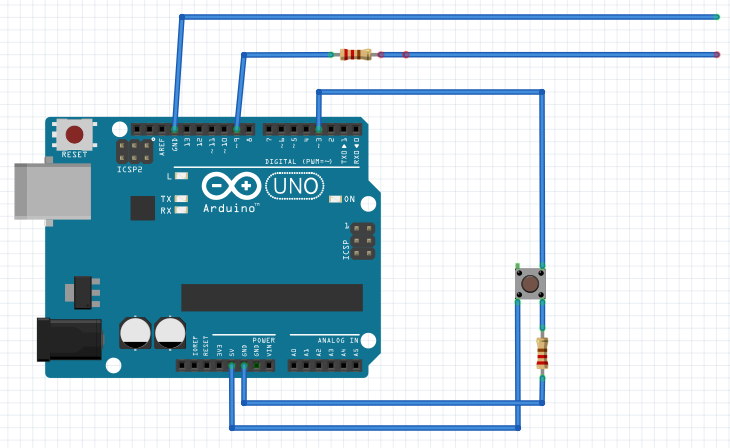 RESET
ICSP2
AREF
GND
13
12
~11
~10
~9
8
7
~6
~5
4
~3
2
TX0▶1
RX0◀0
DIGITAL (PWM=~)
L
TX
RX
Arduino™
UNO
ON
1
ICSP
POWER
ANALOG IN
IOREF
RESET
3V3
5V
GND
GND
VIN
A0
A1
A2
A3
A4
A5